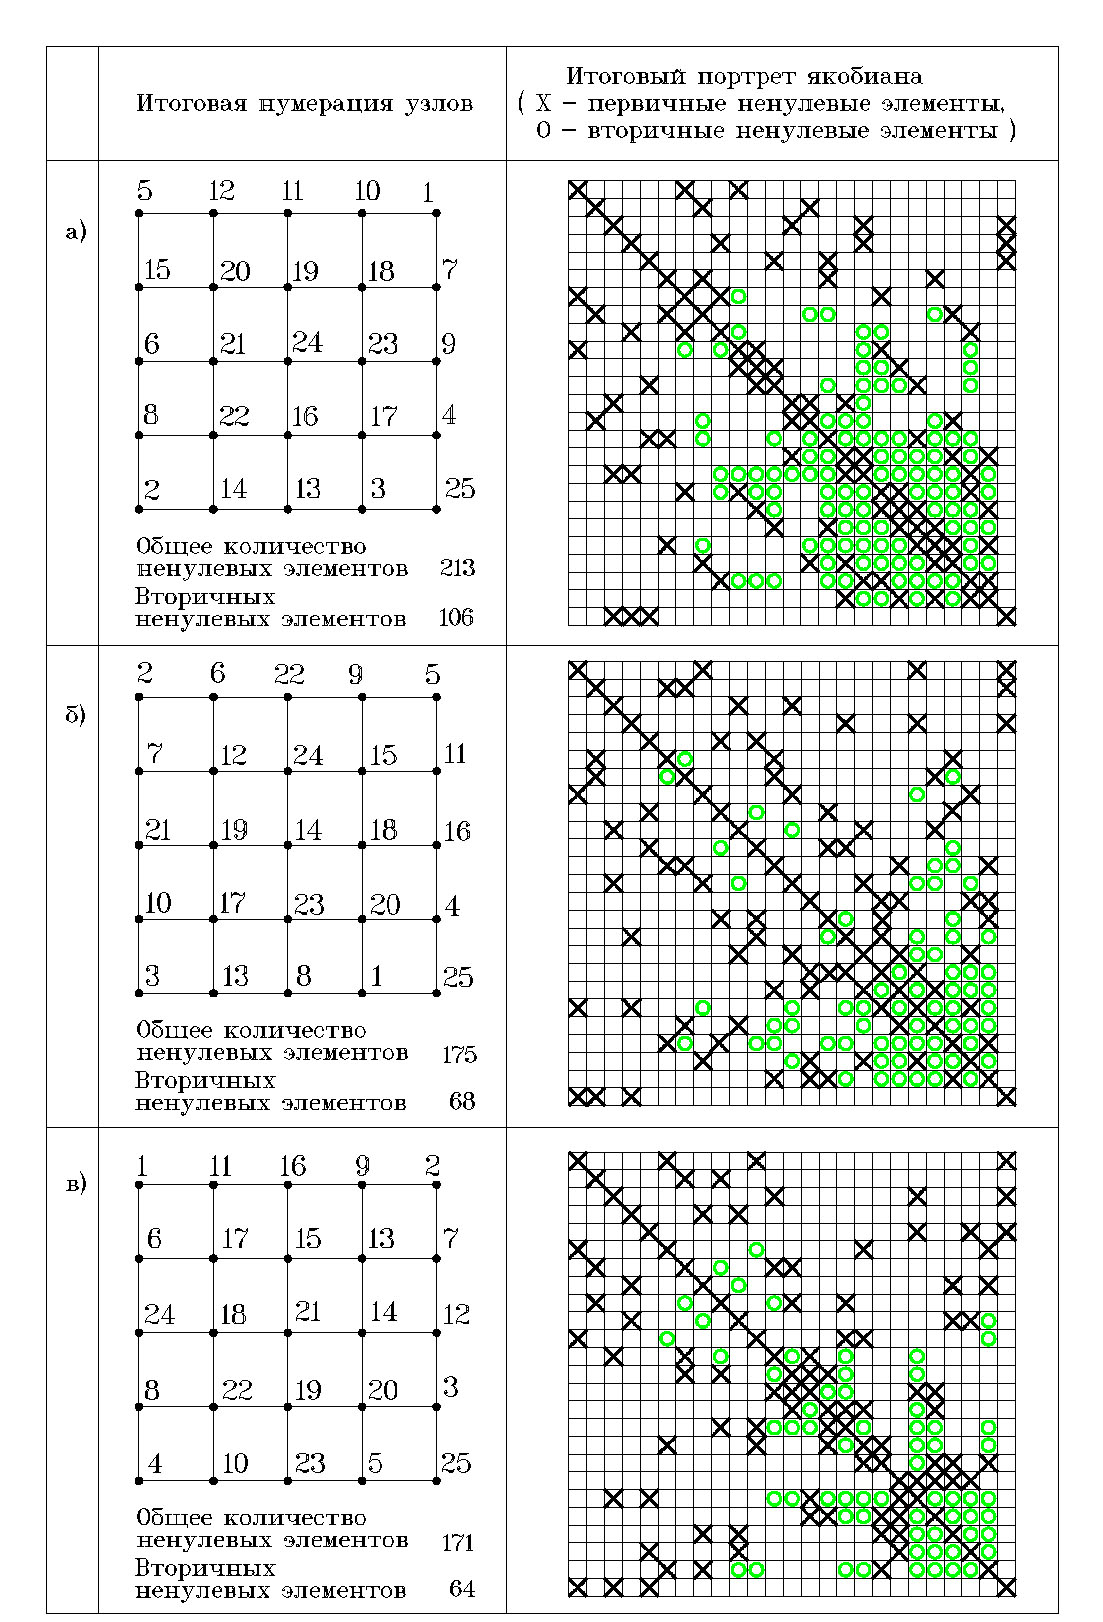 Итоговая нумерация узлов
Итоговый портрет якобиана
( X – первичные ненулевые элементы,
O – вторичные ненулевые элементы )
а)
5 12 11 10 1
15 20 19 18 7
6 21 24 23 9
8 22 16 17 4
2 14 13 3 25
Общее количество
ненулевых элементов 213
Вторичных
ненулевых элементов 106
б)
2 6 22 9 5
7 12 24 15 11
21 19 14 18 16
10 17 23 20 4
3 13 8 1 25
Общее количество
ненулевых элементов 175
Вторичных
ненулевых элементов 68
в)
1 11 16 9 2
6 17 15 13 7
24 18 21 14 12
8 22 19 20 3
4 10 23 5 25
Общее количество
ненулевых элементов 171
Вторичных
ненулевых элементов 64